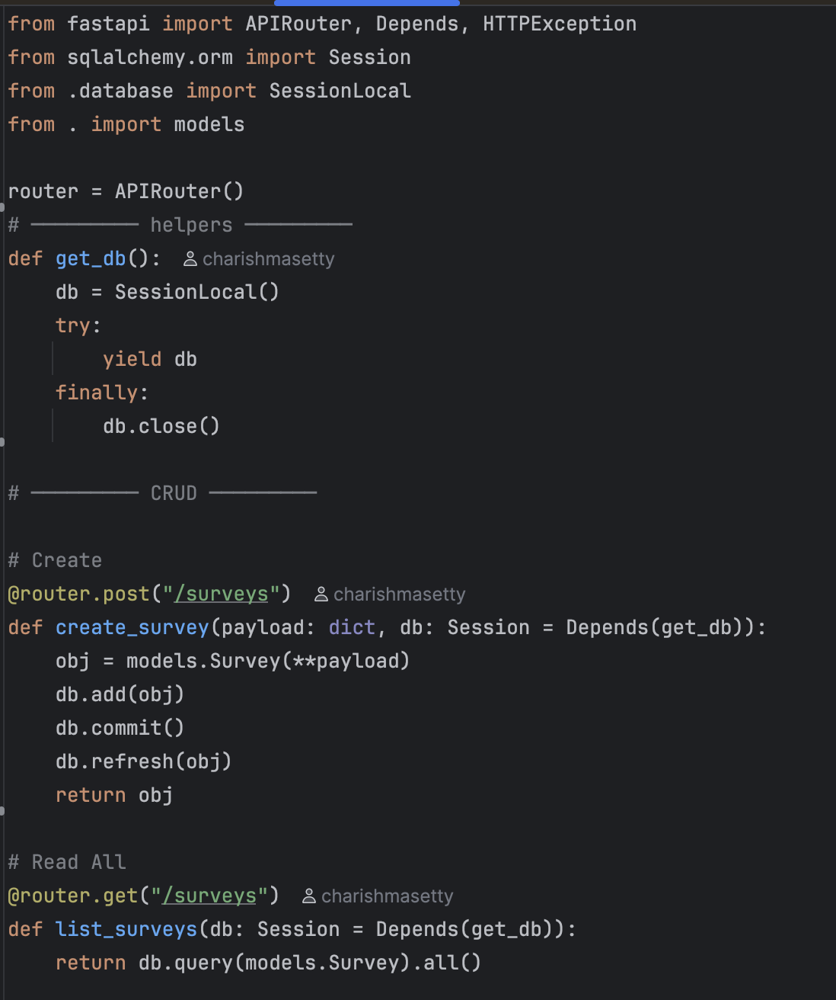 from fastapi import APIRouter, Depends, HTTPException
from sqlalchemy.orm import Session
from .database import SessionLocal
from . import models

router = APIRouter()
# ───────── helpers ─────────
def get_db():  charishmasetty
    db = SessionLocal()
    try:
        yield db
    finally:
        db.close()

# ───────── CRUD ─────────

# Create
@router.post("/surveys")  charishmasetty
def create_survey(payload: dict, db: Session = Depends(get_db)):
    obj = models.Survey(**payload)
    db.add(obj)
    db.commit()
    db.refresh(obj)
    return obj

# Read All
@router.get("/surveys")  charishmasetty
def list_surveys(db: Session = Depends(get_db)):
    return db.query(models.Survey).all()